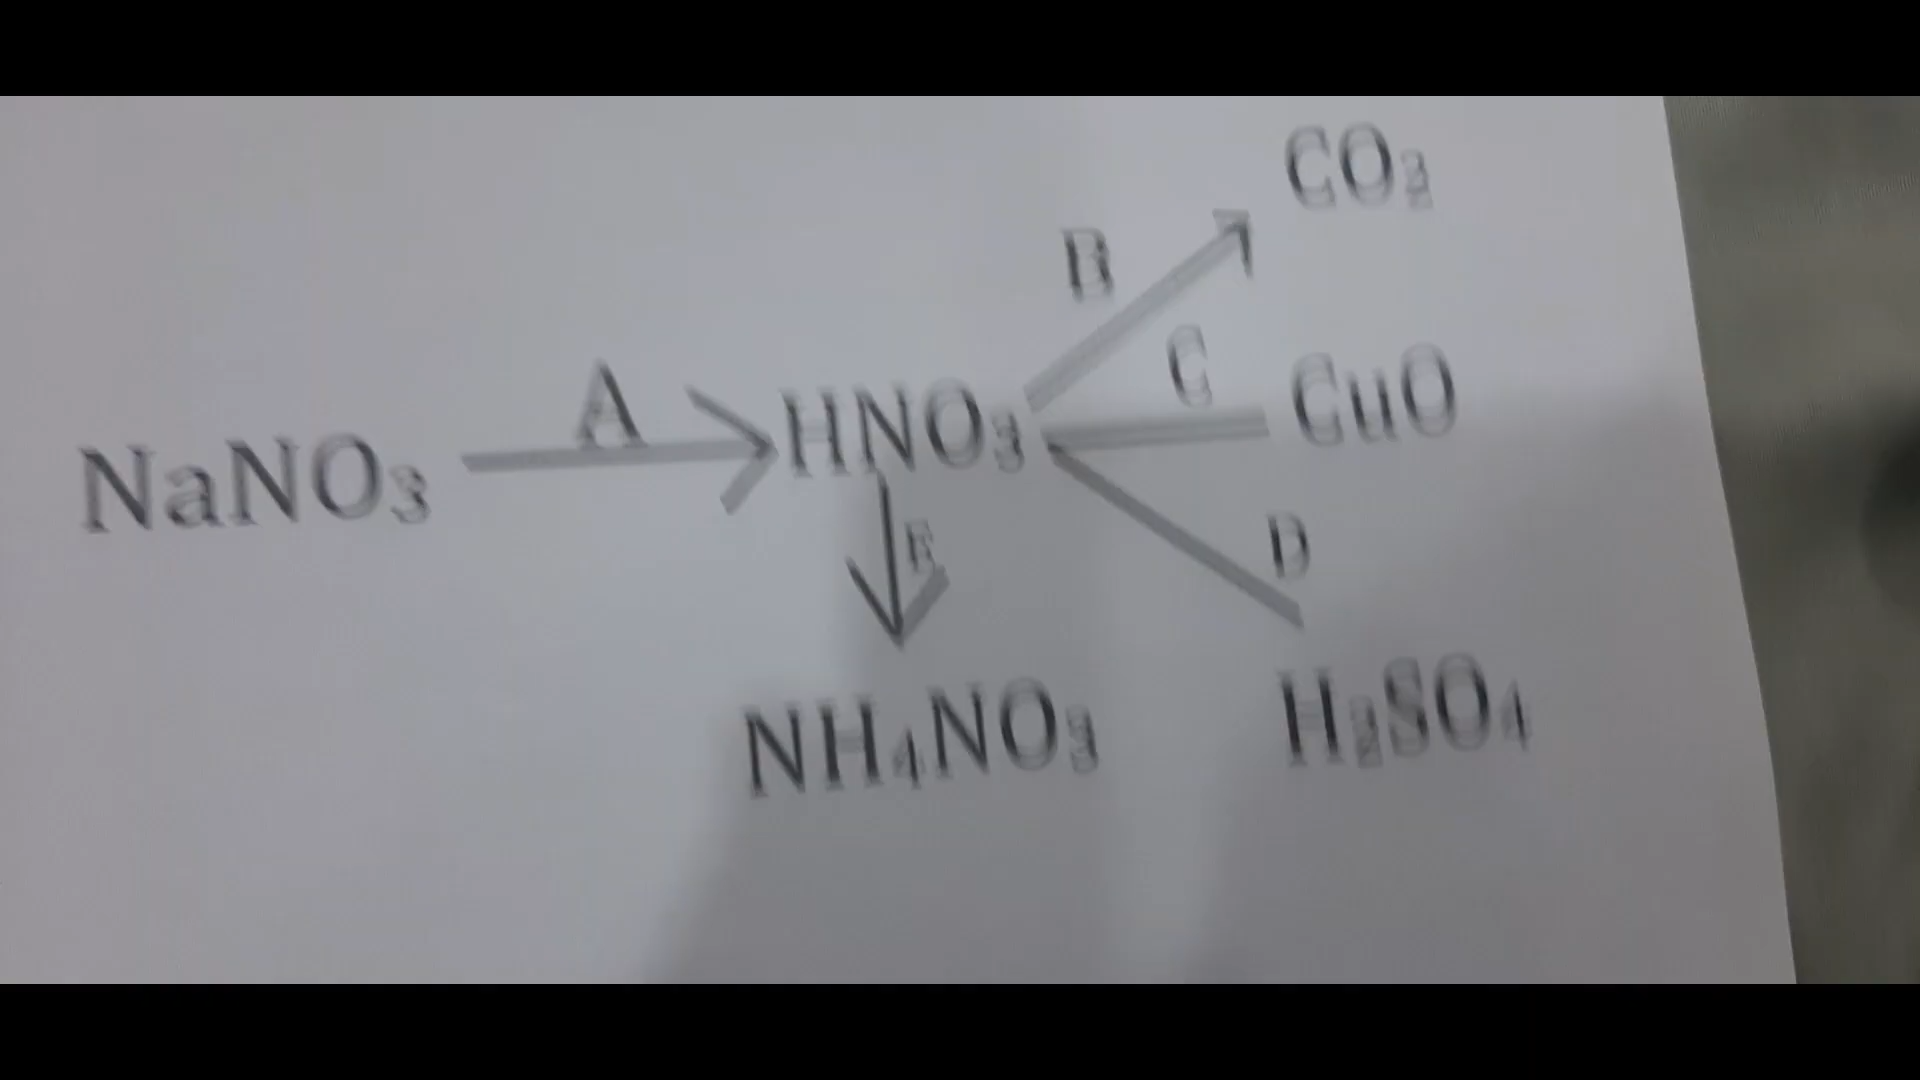 CO₂
B
C
A
NaNO₃ HNO₃ CuO
E
D
NH₄NO₃ H₂SO₄